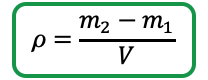 ρ = (m₂ − m₁) / V